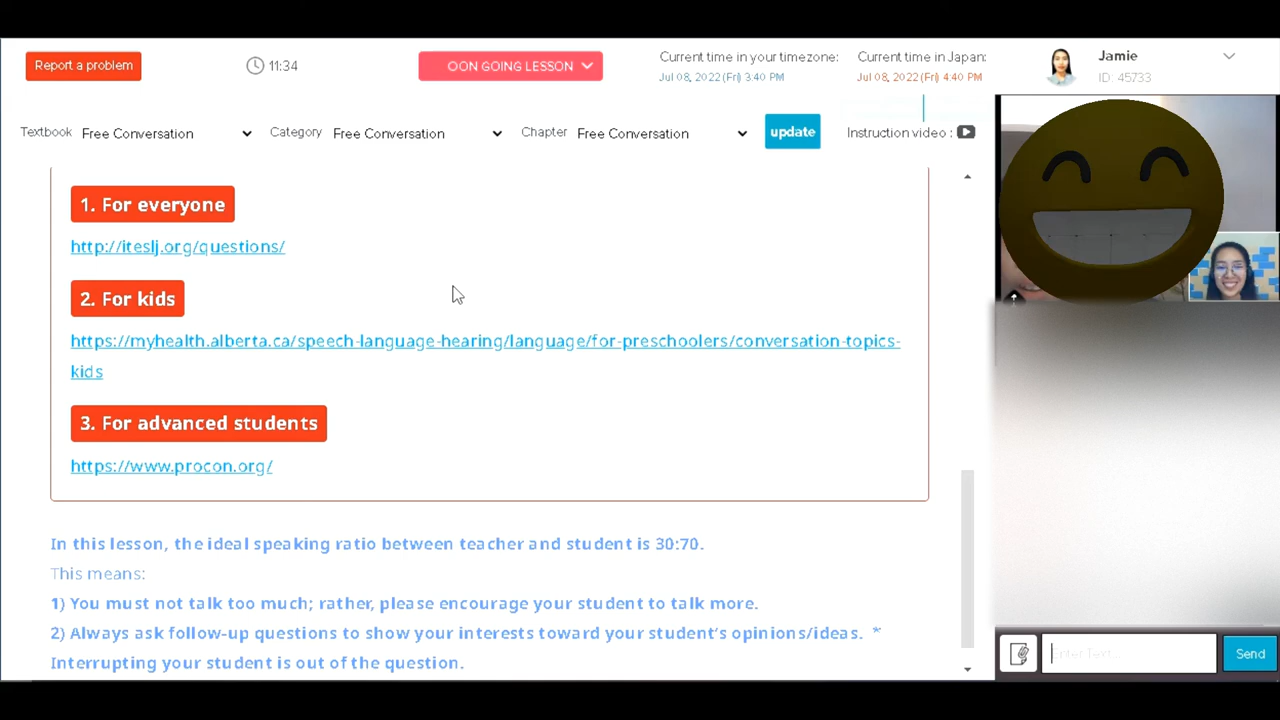 Report a problem
11:34
OON GOING LESSON
Current time in your timezone:
Jul 08, 2022 (Fri) 3:40 PM
Current time in Japan:
Jul 08, 2022 (Fri) 4:40 PM
Jamie
ID: 45733
Textbook Free Conversation
Category Free Conversation
Chapter Free Conversation
update
Instruction video :
1. For everyone
http://iteslj.org/questions/
2. For kids
https://myhealth.alberta.ca/speech-language-hearing/language/for-preschoolers/conversation-topics-
kids
3. For advanced students
https://www.procon.org/
In this lesson, the ideal speaking ratio between teacher and student is 30:70.
This means:
1) You must not talk too much; rather, please encourage your student to talk more.
2) Always ask follow-up questions to show your interests toward your student's opinions/ideas. *
Interrupting your student is out of the question.
Enter Text...
Send